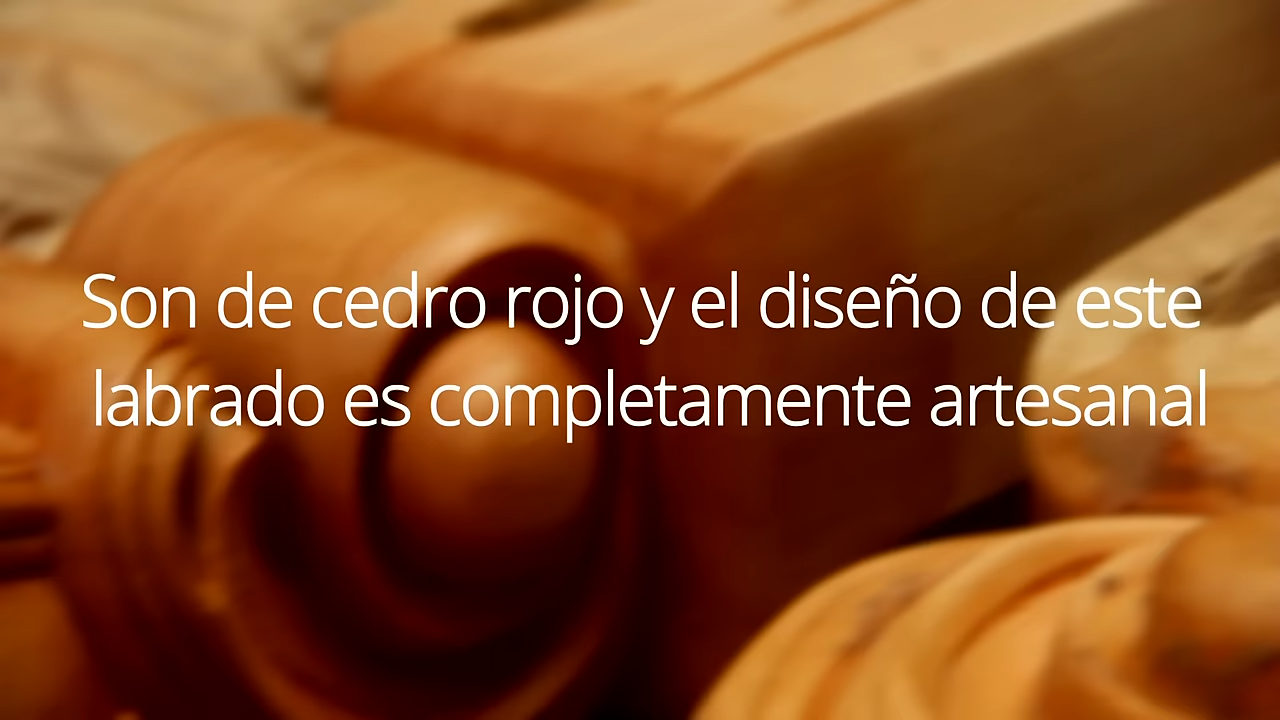 Son de cedro rojo y el diseño de este
labrado es completamente artesanal